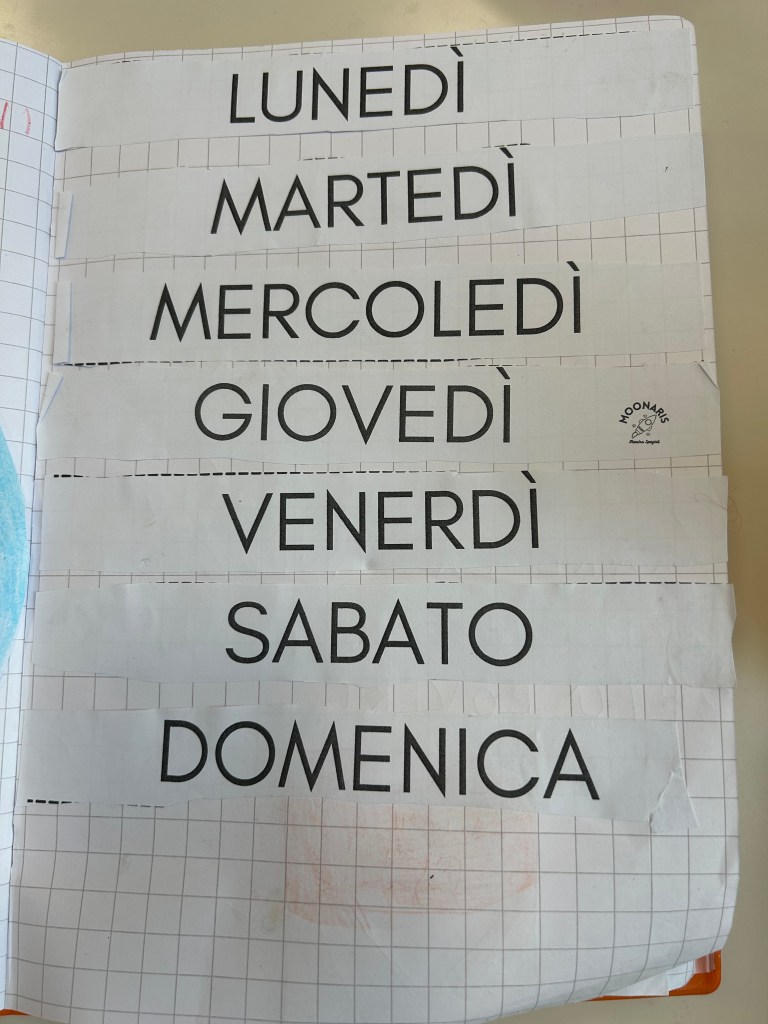 LUNEDÌ
MARTEDÌ
MERCOLEDÌ
GIOVEDÌ
MOONARIS
VENERDÌ
SABATO
DOMENICA